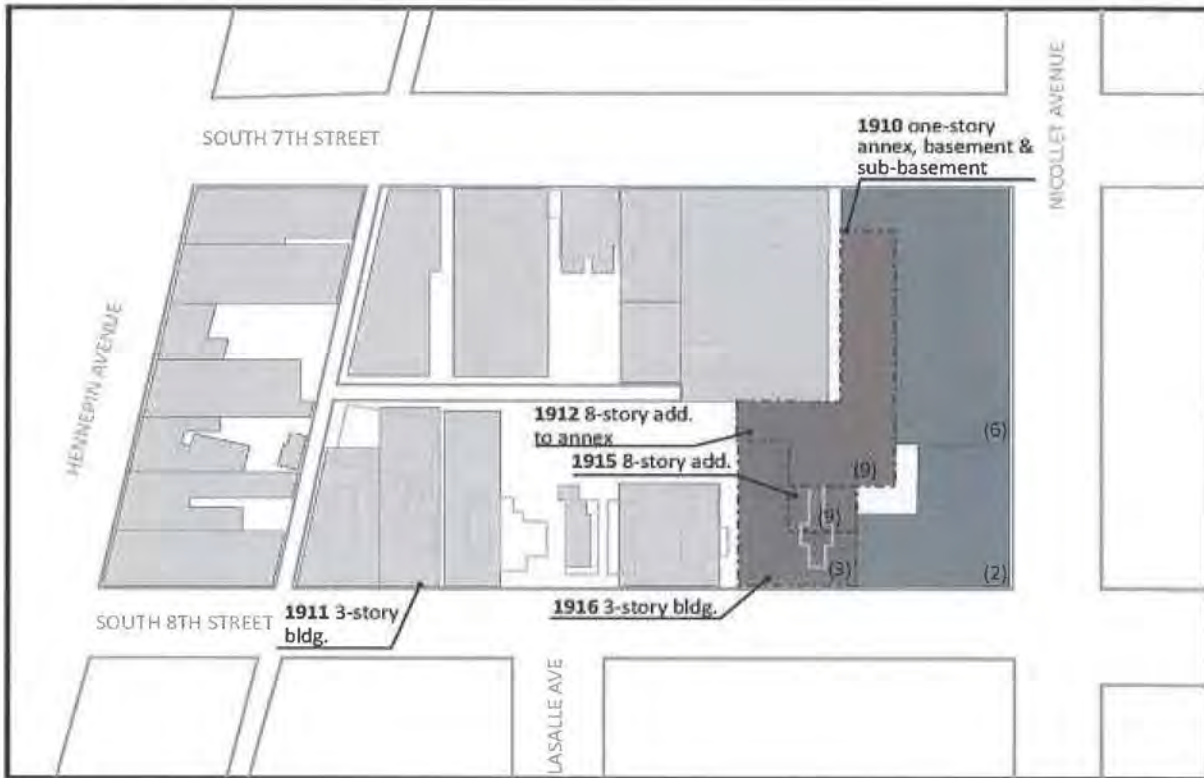 NICOLLET AVENUE
SOUTH 7TH STREET
1910 one-story
annex, basement &
sub-basement
HENNEPIN AVENUE
1912 8-story add.
to annex
(6)
1915 8-story add.
(9)
(9)
(3)
(2)
SOUTH 8TH STREET
1911 3-story
bldg.
1916 3-story bldg.
LASALLE AVE